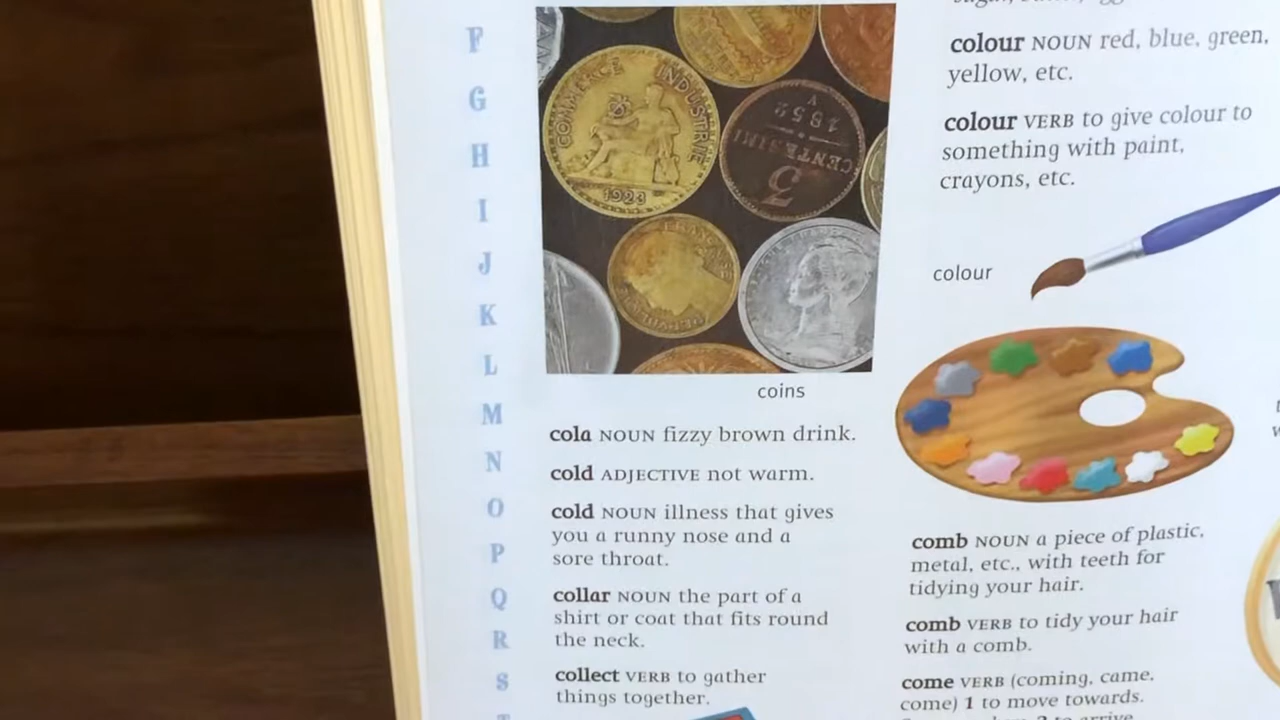 F
G
H
I
J
K
L
M
N
O
P
Q
R
S
COMMERCE INDUSTRIE
1923
1852
CENTESIMI
coins
cola NOUN fizzy brown drink.
cold ADJECTIVE not warm.
cold NOUN illness that gives
you a runny nose and a
sore throat.
collar NOUN the part of a
shirt or coat that fits round
the neck.
collect VERB to gather
things together.
colour NOUN red, blue, green,
yellow, etc.
colour VERB to give colour to
something with paint,
crayons, etc.
colour
comb NOUN a piece of plastic,
metal, etc., with teeth for
tidying your hair.
comb VERB to tidy your hair
with a comb.
come VERB (coming, came.
come) 1 to move towards.